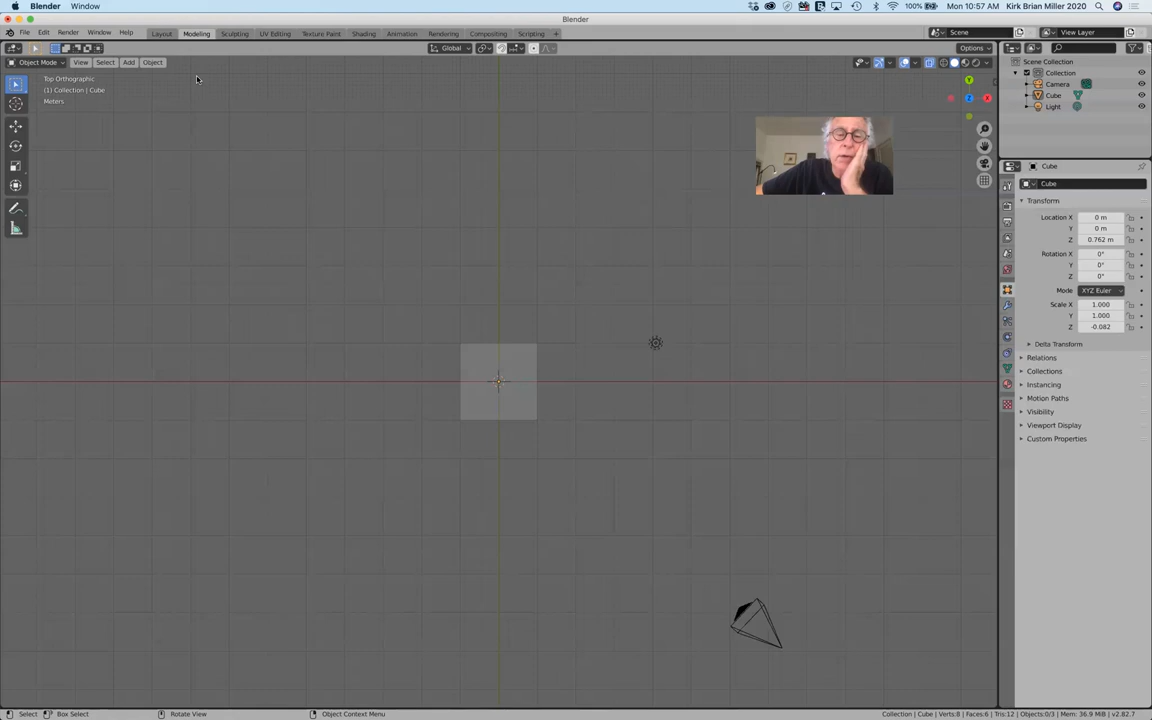 Blender Window 100% Mon 10:57 AM Kirk Brian Miller 2020
Blender
File Edit Render Window Help Layout Modeling Sculpting UV Editing Texture Paint Shading Animation Rendering Compositing Scripting + Scene View Layer
Global Options
Object Mode View Select Add Object
Top Orthographic
(1) Collection | Cube
Meters
Y
Z
X
Scene Collection
Collection
Camera
Cube
Light
Cube
Cube
Transform
Location X 0 m
Y 0 m
Z 0.762 m
Rotation X 0°
Y 0°
Z 0°
Mode XYZ Euler
Scale X 1.000
Y 1.000
Z -0.082
Delta Transform
Relations
Collections
Instancing
Motion Paths
Visibility
Viewport Display
Custom Properties
Select Box Select Rotate View Object Context Menu Collection | Cube | Verts:8 | Faces:6 | Tris:12 | Objects:0/3 | Mem: 36.9 MiB | v2.82.7